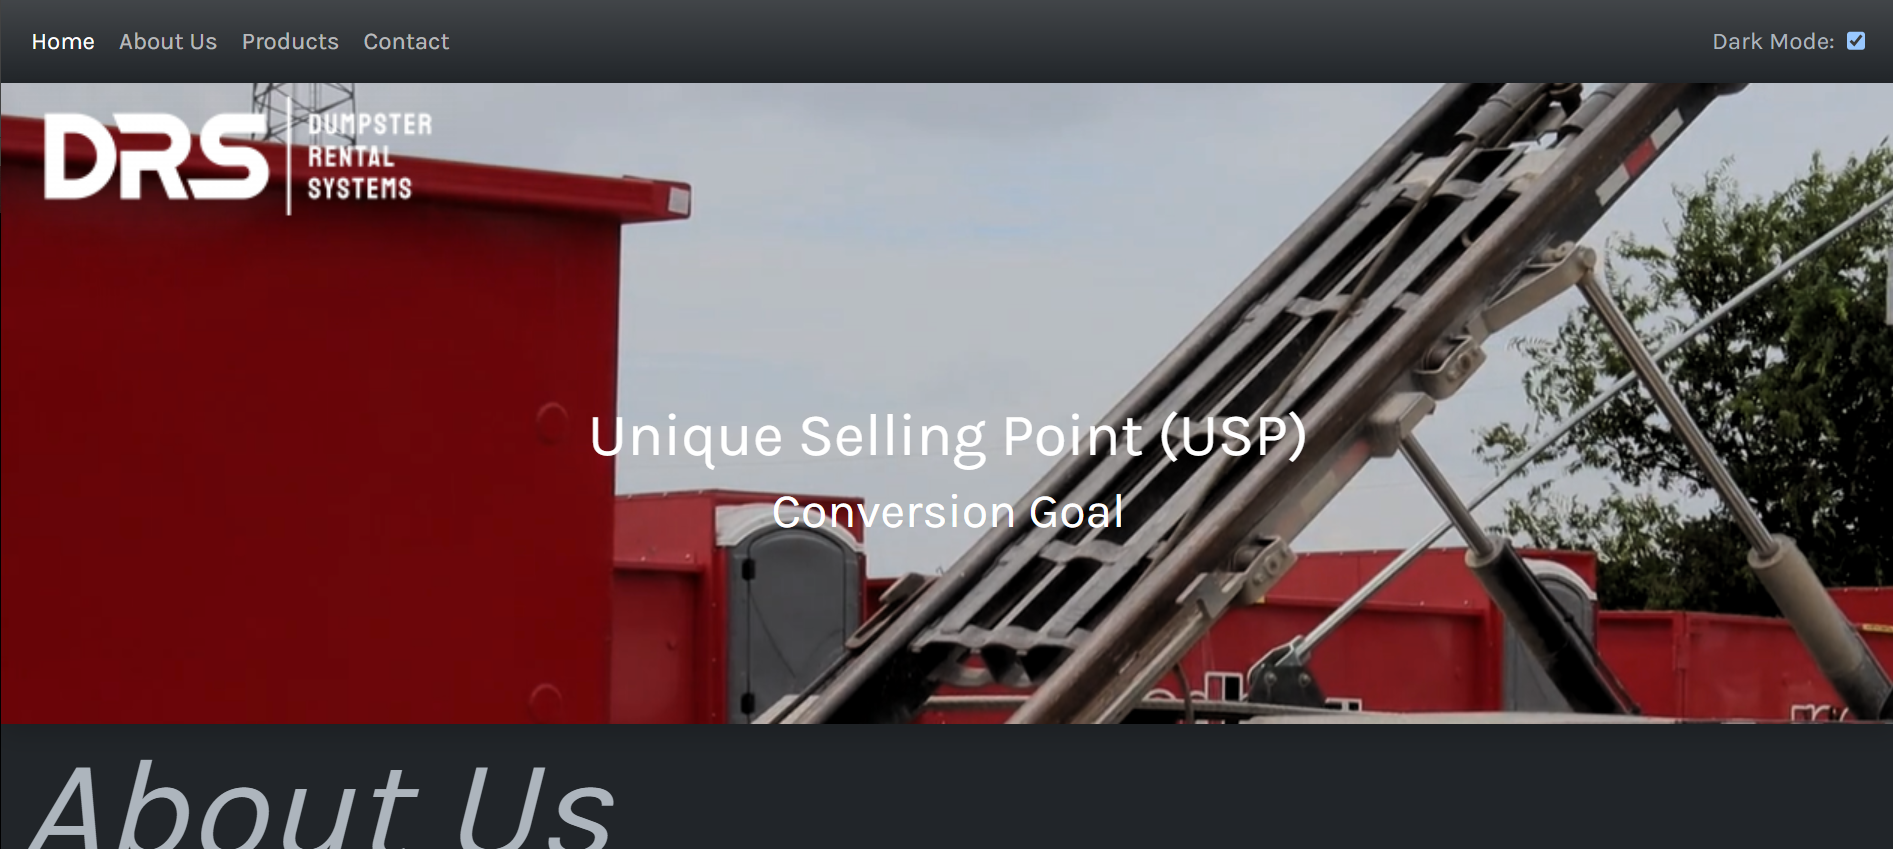 Home About Us Products Contact Dark Mode:
DRS DUMPSTER
RENTAL
SYSTEMS
Unique Selling Point (USP)
Conversion Goal
About Us